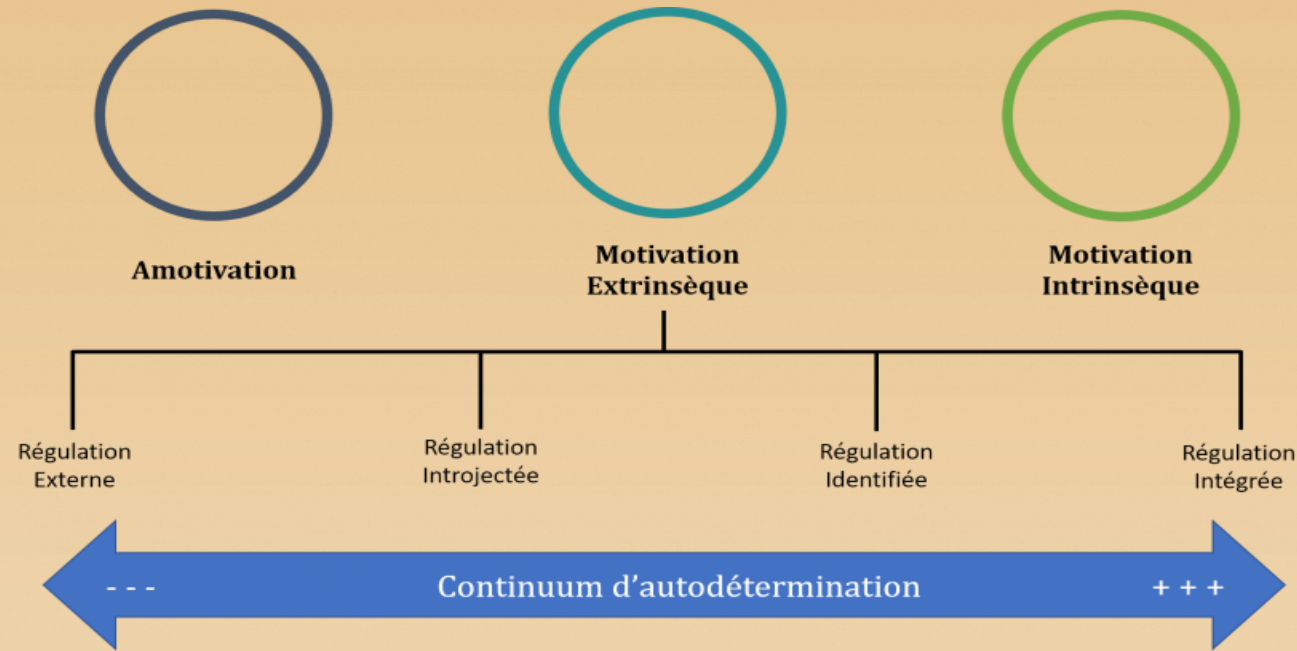 Amotivation
Motivation
Extrinsèque
Motivation
Intrinsèque
Régulation
Externe
Régulation
Introjectée
Régulation
Identifiée
Régulation
Intégrée
- - - Continuum d’autodétermination + + +